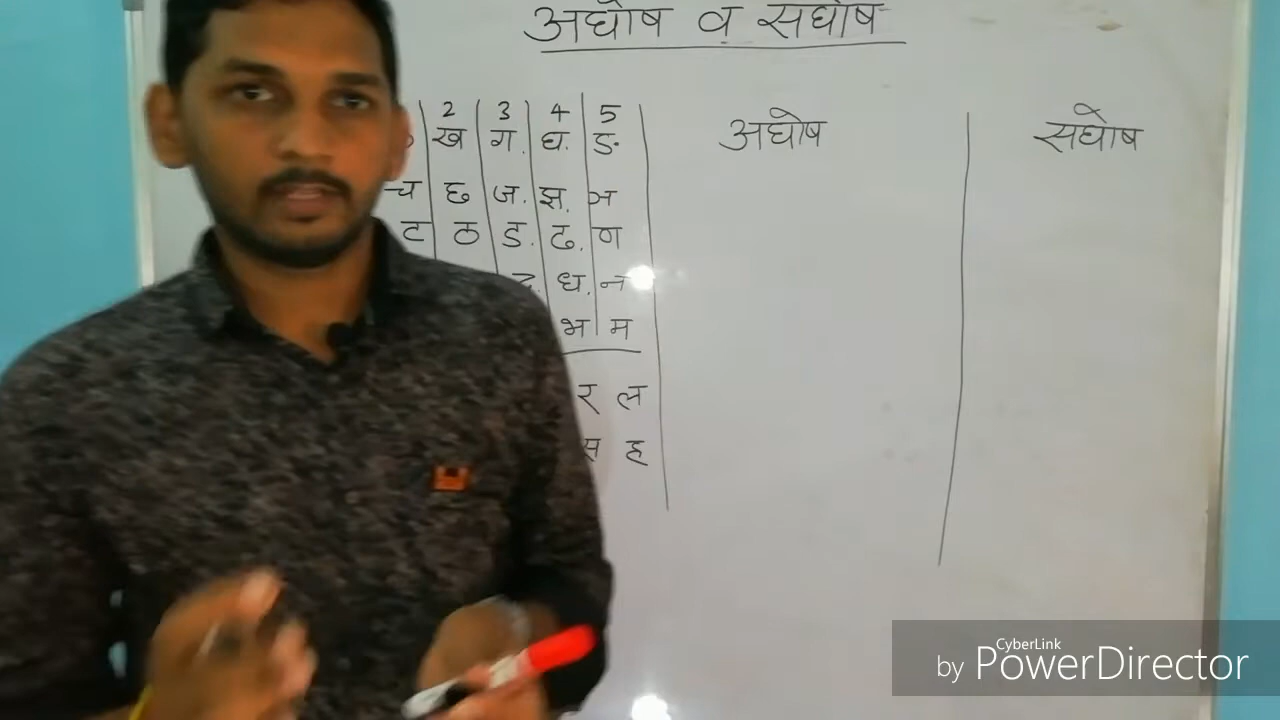 अघोष व सघोष
2 3 4 5
ख ग. घ. ङ
अघोष सघोष
च छ ज. झ. ञ
ट ठ ड. ढ. ण
ध. न
भ म
र ल
स ह
CyberLink
by PowerDirector